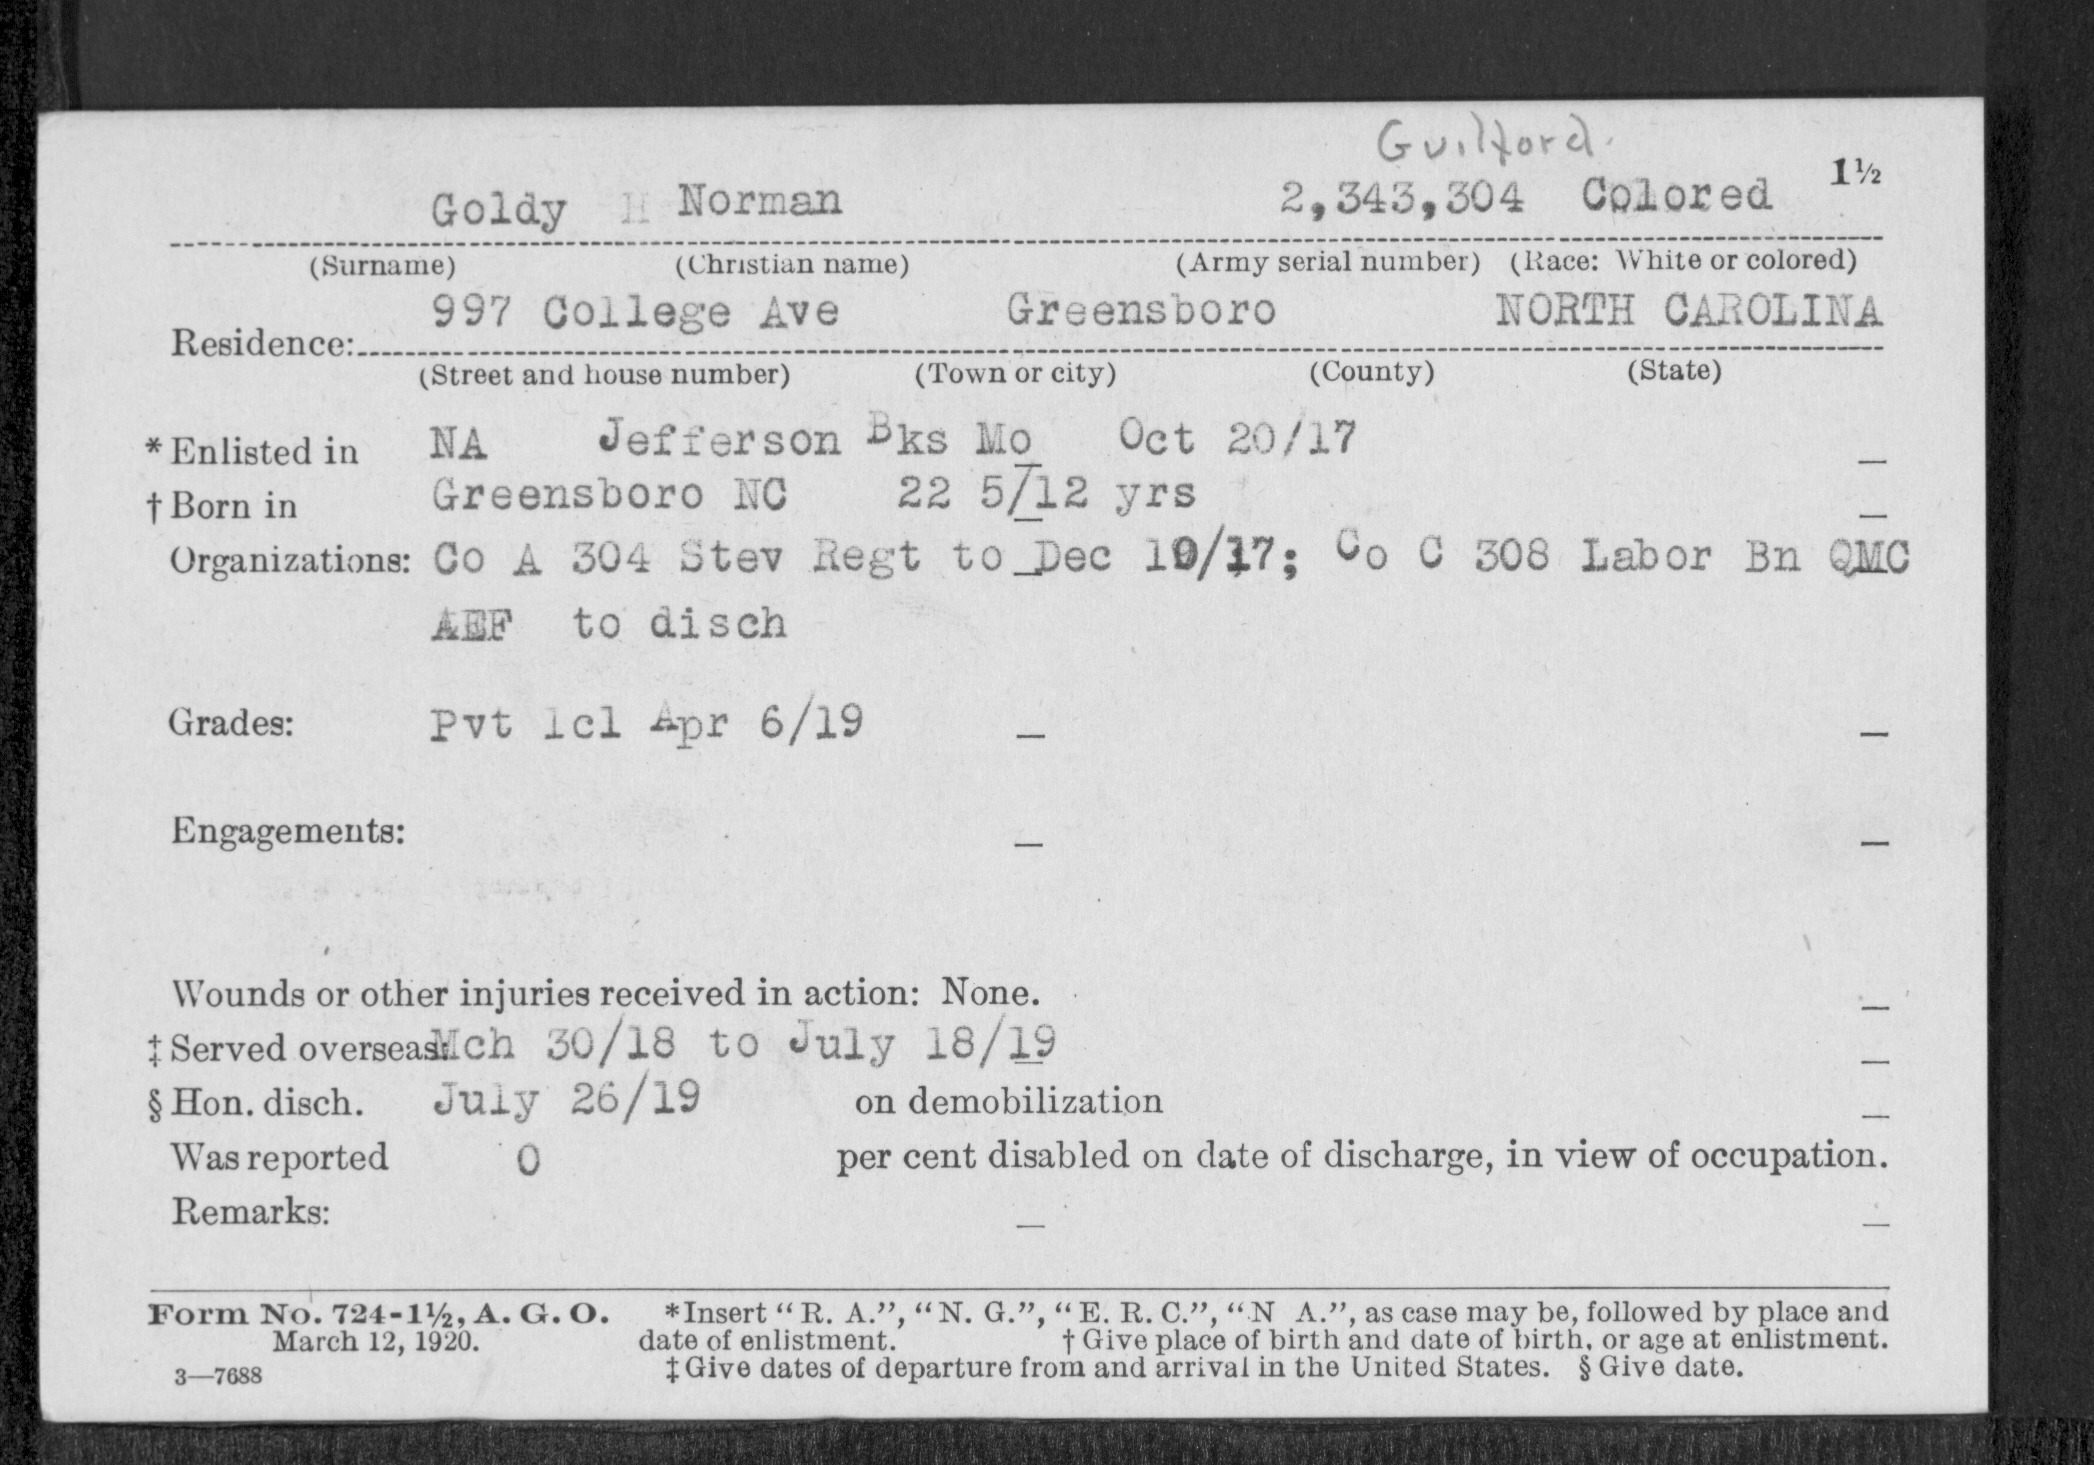 Guilford.
Goldy Norman 2,343,304 Colored 1½
(Surname) (Christian name) (Army serial number) (Race: White or colored)
997 College Ave Greensboro NORTH CAROLINA
Residence:
(Street and house number) (Town or city) (County) (State)
* Enlisted in NA Jefferson Bks Mo Oct 20/17
† Born in Greensboro NC 22 5/12 yrs
Organizations: Co A 304 Stev Regt to Dec /17; Co C 308 Labor Bn QMC
AEF to disch
Grades: Pvt 1cl Apr 6/19
Engagements:
Wounds or other injuries received in action: None.
‡ Served overseas: Mch 30/18 to July 18/19
§ Hon. disch. July 26/19 on demobilization
Was reported 0 per cent disabled on date of discharge, in view of occupation.
Remarks:
Form No. 724-1½, A. G. O. *Insert "R. A.", "N. G.", "E. R. C.", "N A.", as case may be, followed by place and
March 12, 1920. date of enlistment. † Give place of birth and date of birth, or age at enlistment.
3—7688 ‡ Give dates of departure from and arrival in the United States. § Give date.